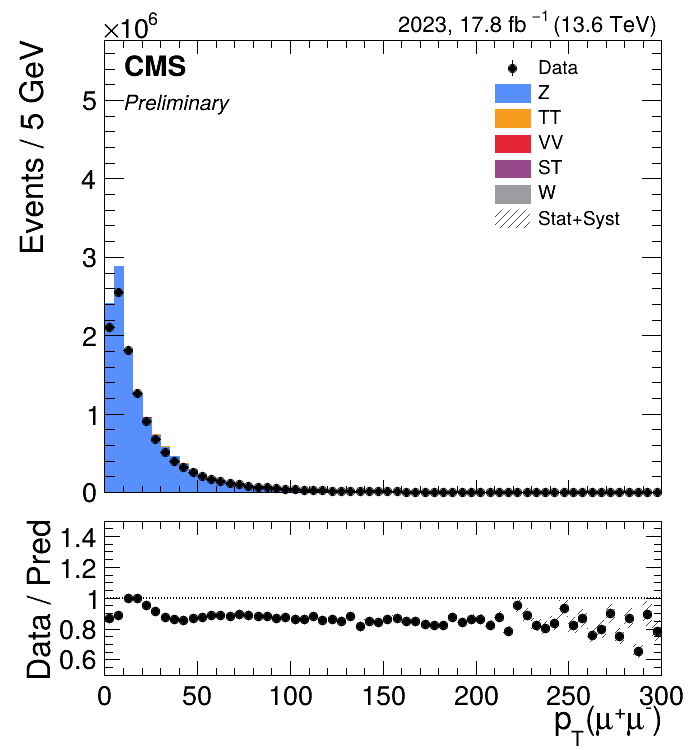 ×10⁶
2023, 17.8 fb ⁻¹ (13.6 TeV)
CMS
Preliminary
Data
Z
TT
VV
ST
W
Stat+Syst
Events / 5 GeV
5
4
3
2
1
0
Data / Pred
1.4
1.2
1
0.8
0.6
0 50 100 150 200 250 300
p_T(μ⁺μ⁻)